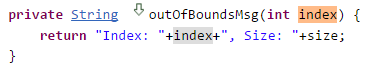 private String outOfBoundsMsg(int index) {
    return "Index: "+index+", Size: "+size;
}